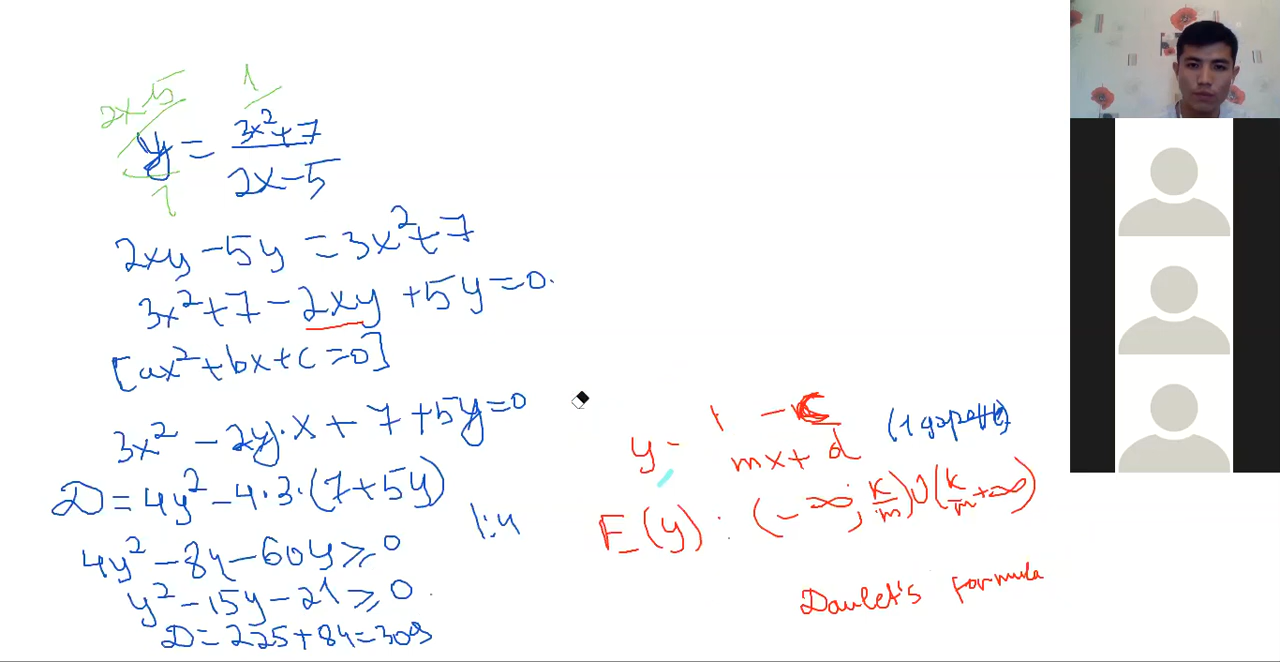 2x-5 1
y = 3x²+7 / 2x-5
2xy - 5y = 3x²+7
3x²+7 - 2xy + 5y = 0.
[ax²+bx+c=0]
3x² - 2y·x + 7 + 5y = 0
D = 4y² - 4·3·(7+5y)
4y² - 84 - 60y ≥ 0 |:4
y² - 15y - 21 ≥ 0
D = 225 + 84 = 309
y =
mx + d
E(y): (-∞; k/m) U (k/m +∞)
Daulet's formula